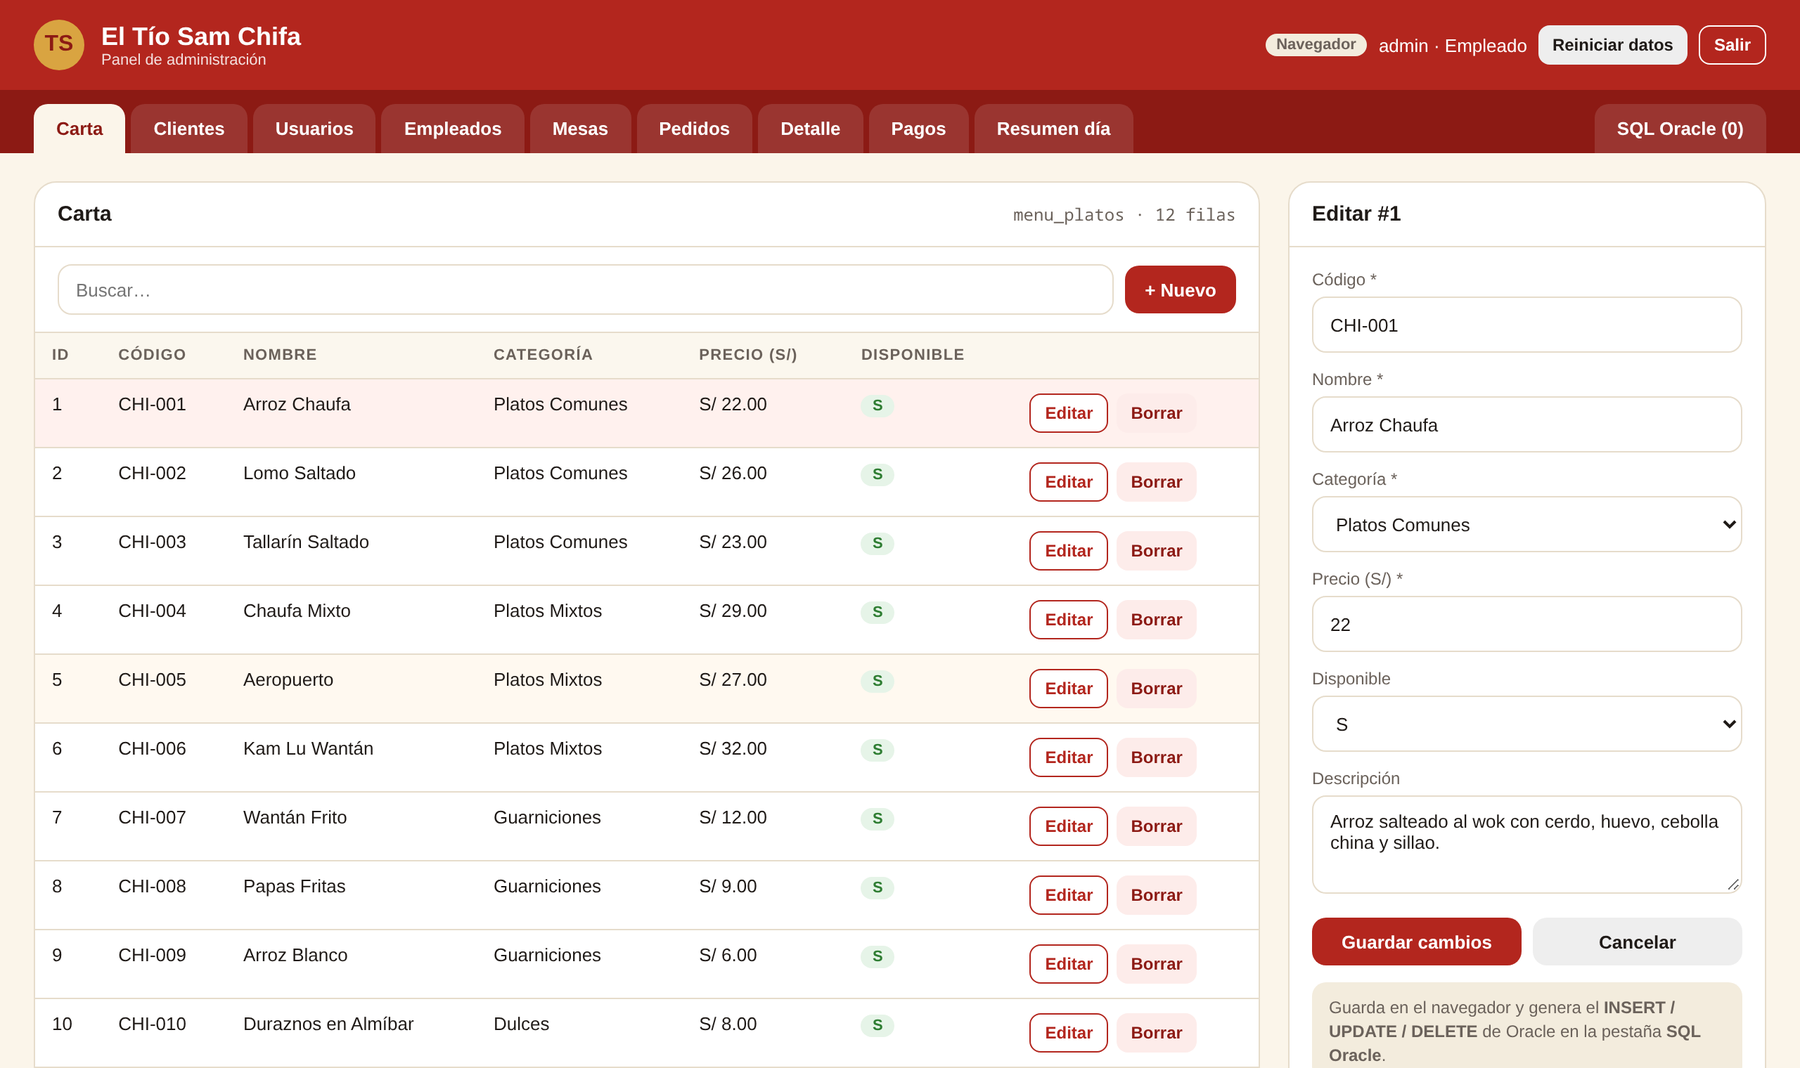 TS
El Tío Sam Chifa
Panel de administración
Navegador
admin · Empleado
Reiniciar datos
Salir
Carta
Clientes
Usuarios
Empleados
Mesas
Pedidos
Detalle
Pagos
Resumen día
SQL Oracle (0)
Carta
menu_platos · 12 filas
Buscar…
+ Nuevo
ID CÓDIGO NOMBRE CATEGORÍA PRECIO (S/) DISPONIBLE
1 CHI-001 Arroz Chaufa Platos Comunes S/ 22.00 S Editar Borrar
2 CHI-002 Lomo Saltado Platos Comunes S/ 26.00 S Editar Borrar
3 CHI-003 Tallarín Saltado Platos Comunes S/ 23.00 S Editar Borrar
4 CHI-004 Chaufa Mixto Platos Mixtos S/ 29.00 S Editar Borrar
5 CHI-005 Aeropuerto Platos Mixtos S/ 27.00 S Editar Borrar
6 CHI-006 Kam Lu Wantán Platos Mixtos S/ 32.00 S Editar Borrar
7 CHI-007 Wantán Frito Guarniciones S/ 12.00 S Editar Borrar
8 CHI-008 Papas Fritas Guarniciones S/ 9.00 S Editar Borrar
9 CHI-009 Arroz Blanco Guarniciones S/ 6.00 S Editar Borrar
10 CHI-010 Duraznos en Almíbar Dulces S/ 8.00 S Editar Borrar
Editar #1
Código *
CHI-001
Nombre *
Arroz Chaufa
Categoría *
Platos Comunes
Precio (S/) *
22
Disponible
S
Descripción
Arroz salteado al wok con cerdo, huevo, cebolla
china y sillao.
Guardar cambios
Cancelar
Guarda en el navegador y genera el INSERT /
UPDATE / DELETE de Oracle en la pestaña SQL
Oracle.